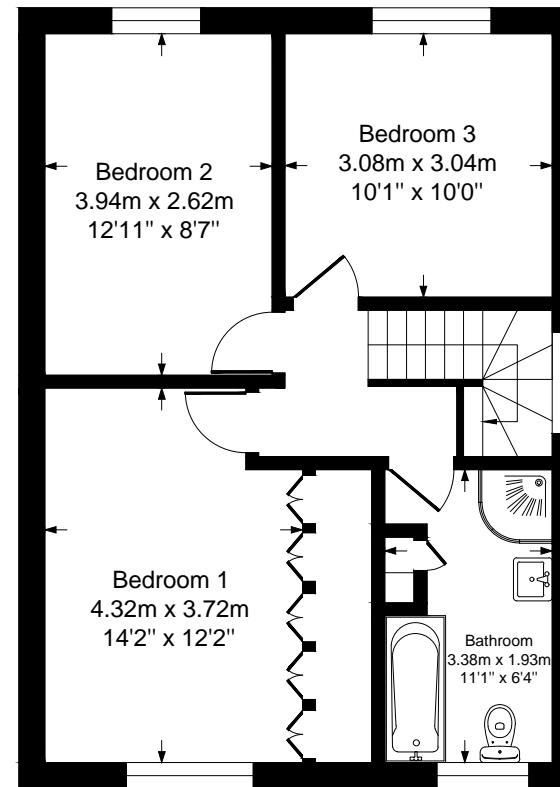 Bedroom 2
3.94m x 2.62m
12'11" x 8'7"
Bedroom 3
3.08m x 3.04m
10'1" x 10'0"
Bedroom 1
4.32m x 3.72m
14'2" x 12'2"
Bathroom
3.38m x 1.93m
11'1" x 6'4"